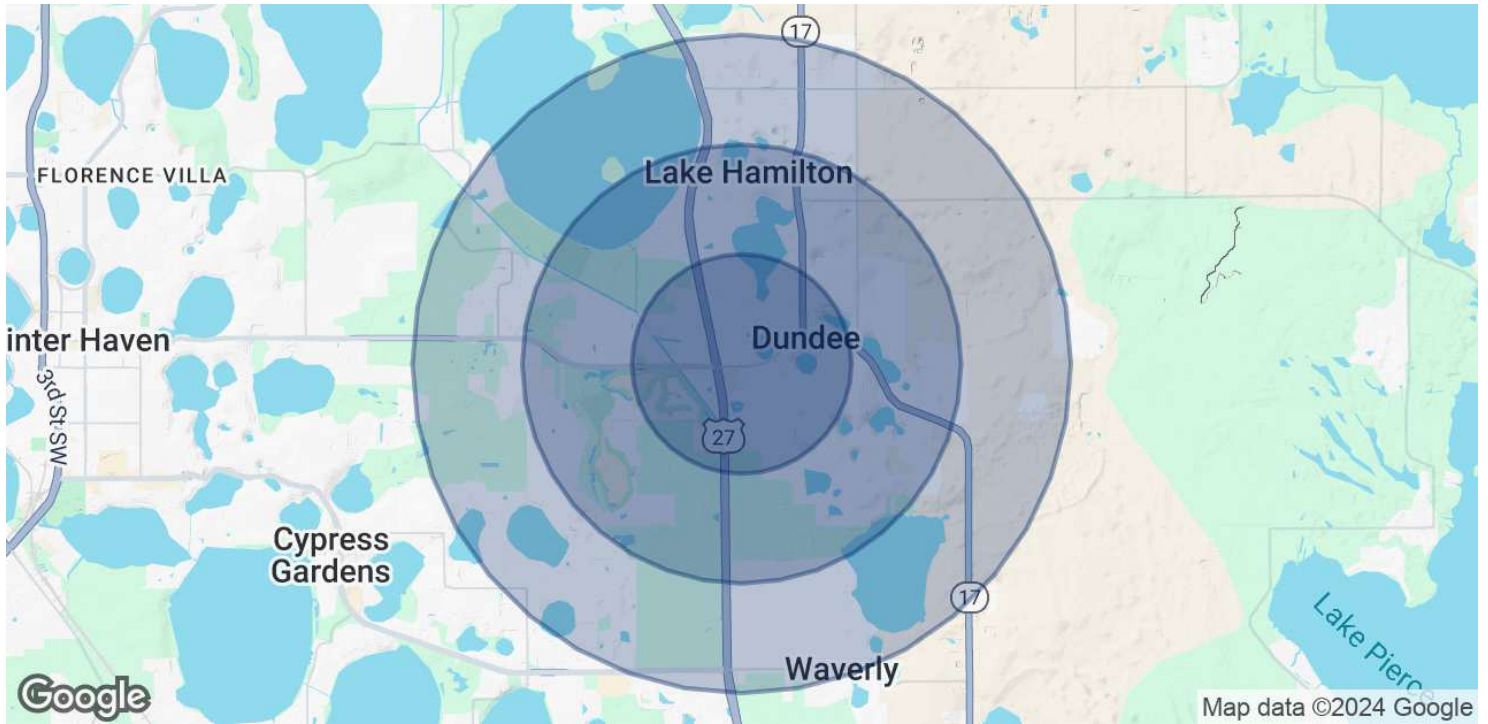 17
Lake Hamilton
FLORENCE VILLA
Dundee
inter Haven
3rd St SW
27
Cypress
Gardens
17
Lake Pierce
Waverly
Google
Map data ©2024 Google